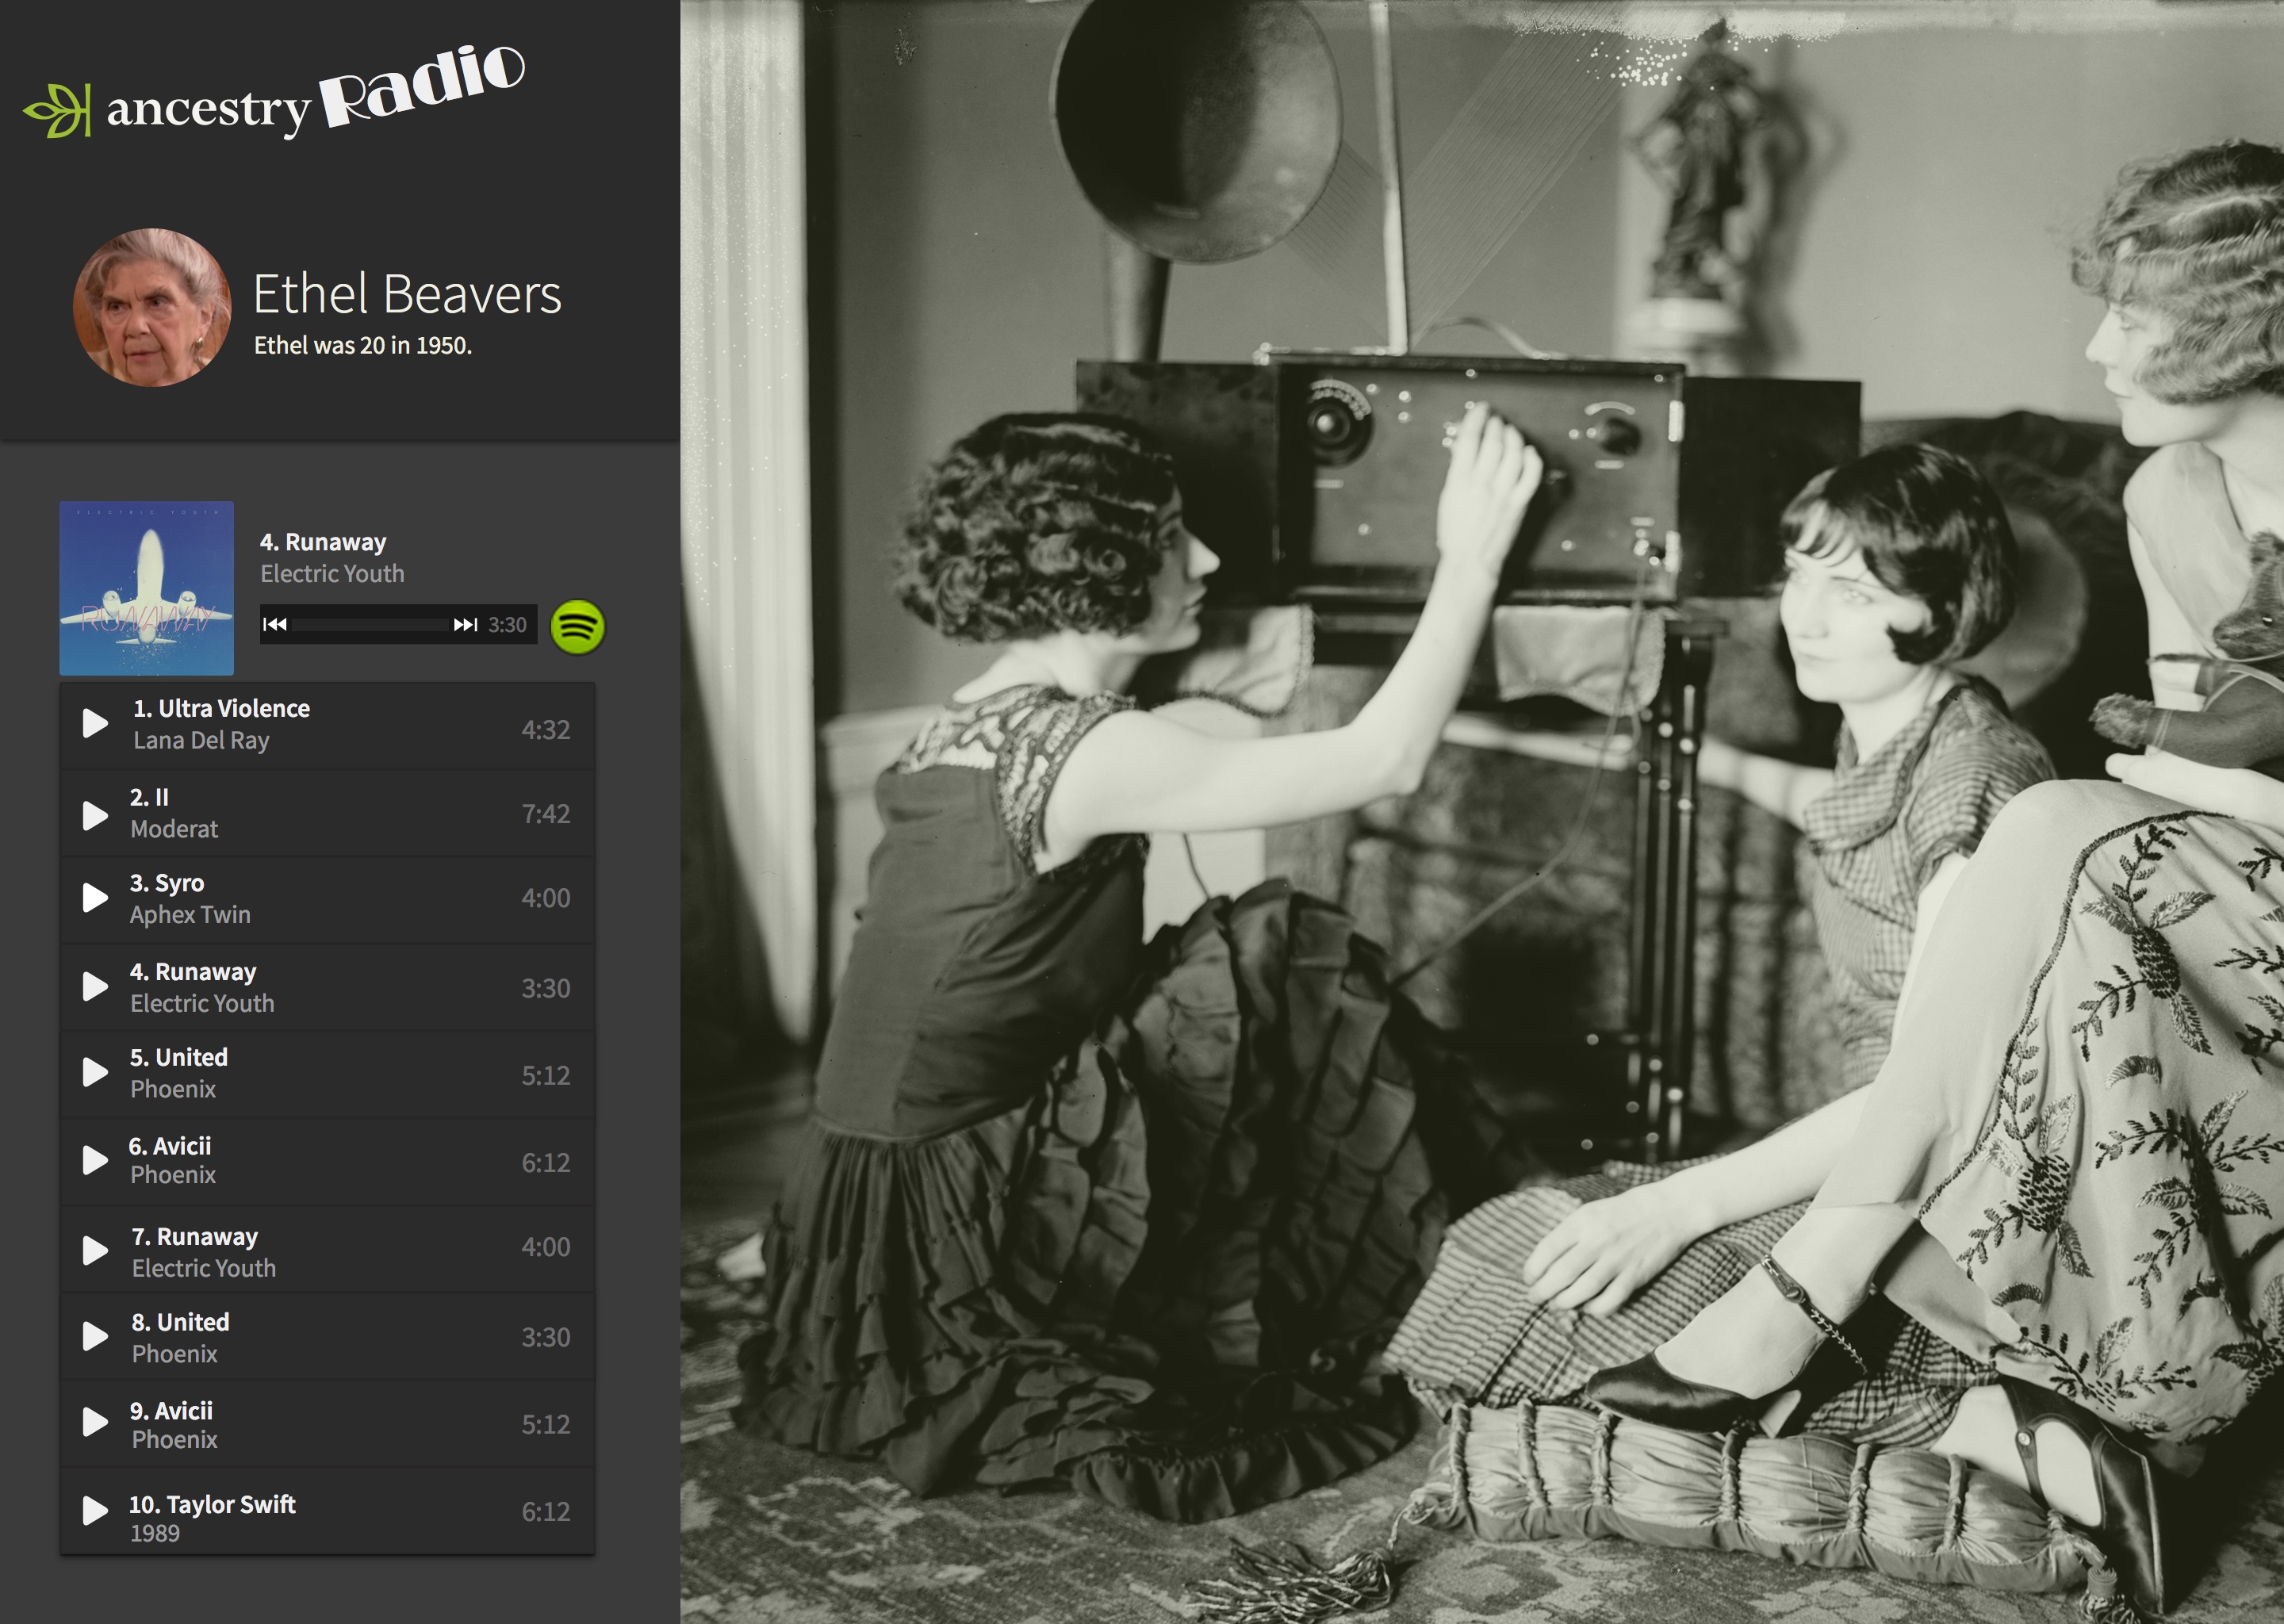 ancestry Radio
Ethel Beavers
Ethel was 20 in 1950.
ELECTRIC YOUTH
RUNAWAY
4. Runaway
Electric Youth
3:30
1. Ultra Violence
Lana Del Ray
4:32
2. II
Moderat
7:42
3. Syro
Aphex Twin
4:00
4. Runaway
Electric Youth
3:30
5. United
Phoenix
5:12
6. Avicii
Phoenix
6:12
7. Runaway
Electric Youth
4:00
8. United
Phoenix
3:30
9. Avicii
Phoenix
5:12
10. Taylor Swift
1989
6:12